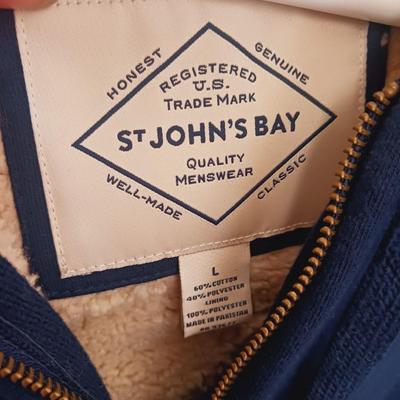 HONEST
GENUINE
REGISTERED
U.S.
TRADE MARK
ST JOHN'S BAY
QUALITY
MENSWEAR
WELL-MADE
CLASSIC
L
60% COTTON
40% POLYESTER
LINING
100% POLYESTER
MADE IN PAKISTAN